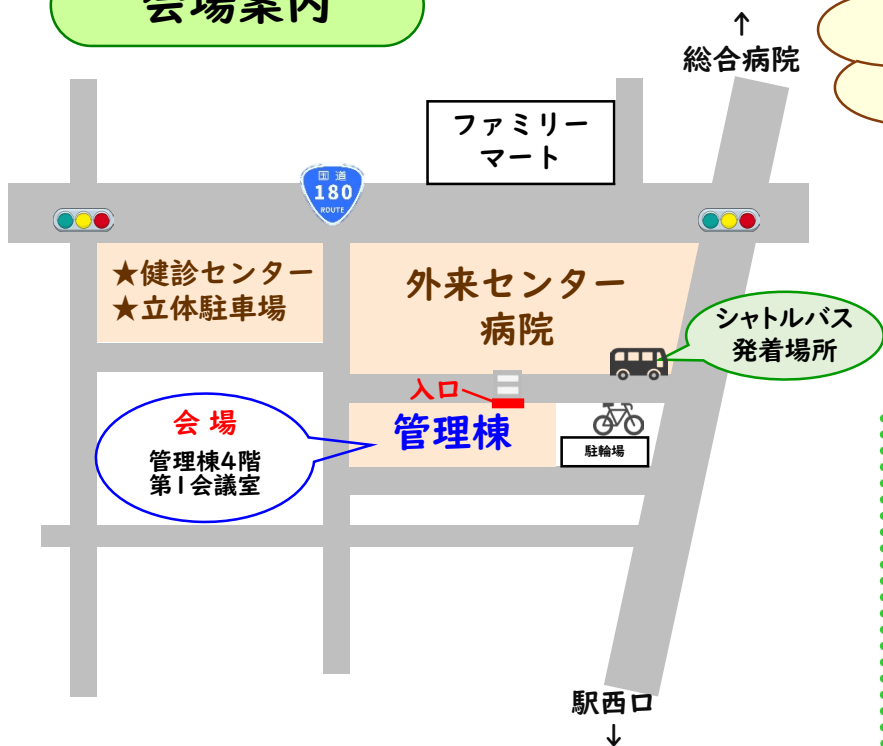 会場案内
↑
総合病院
ファミリー
マート
国道
180
ROUTE
★健診センター
★立体駐車場
外来センター
病院
シャトルバス
発着場所
入口
会場
管理棟4階
第1会議室
管理棟
駐輪場
駅西口
↓